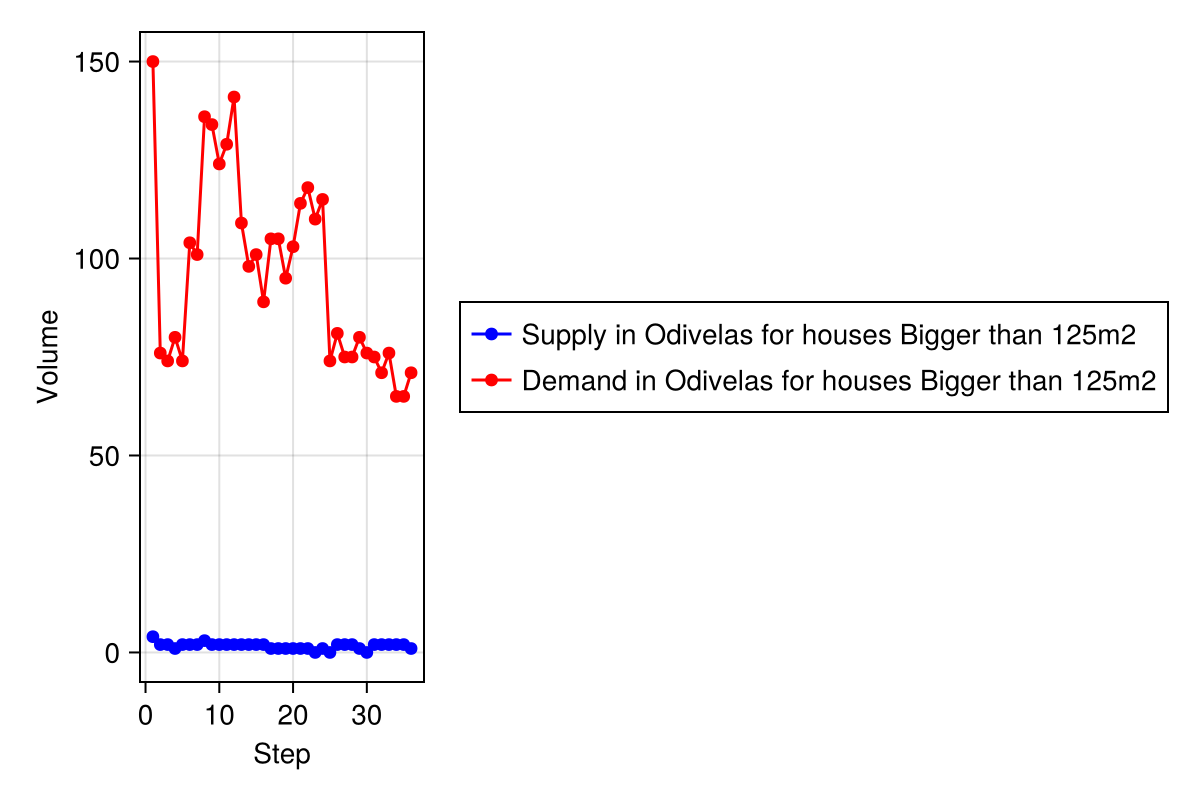 150
100
50
0
Volume
0 10 20 30
Step
Supply in Odivelas for houses Bigger than 125m2
Demand in Odivelas for houses Bigger than 125m2